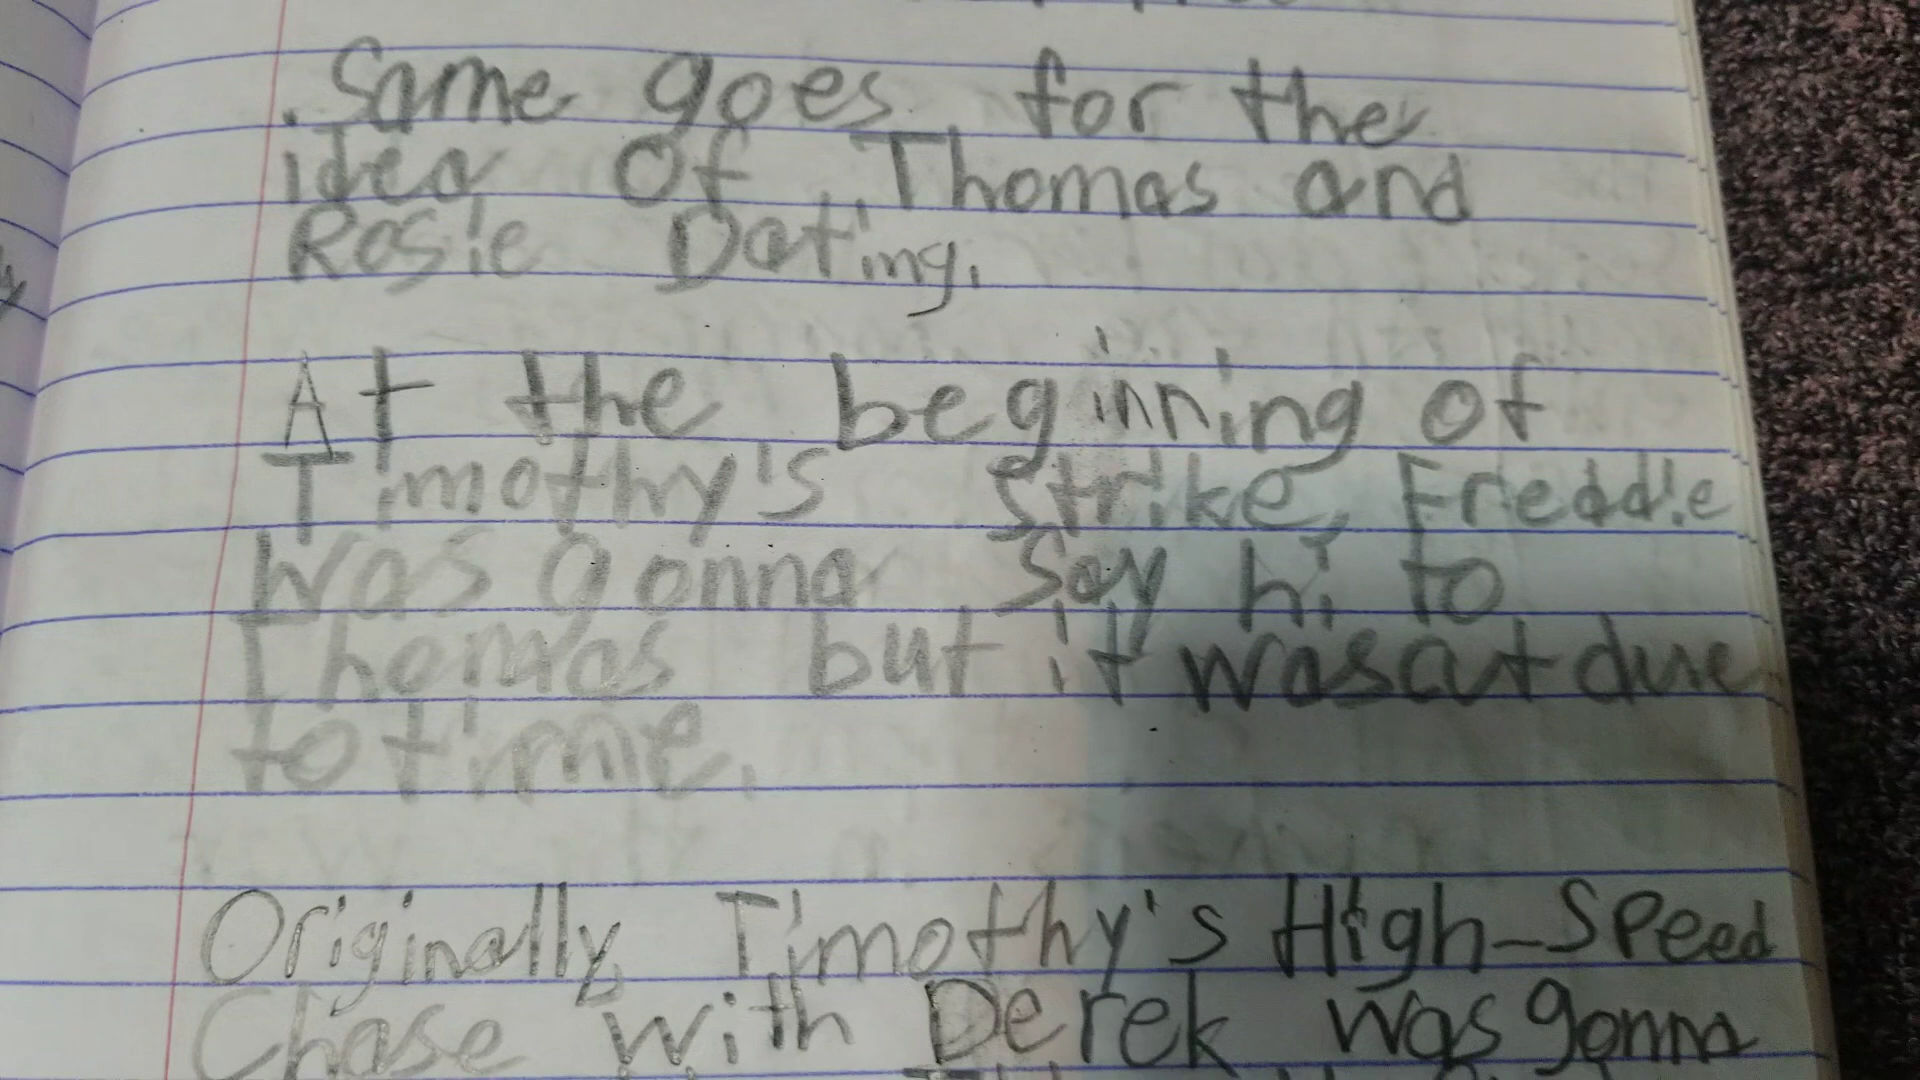 . Same goes for the
idea Of Thomas and
Rosie Dating.
At the beginning of
Timothy's strike, Freddie
was gonna say hi to
Thomas but it was cut due
to time.
Originally, Timothy's High-Speed
Chase with Derek was gonna